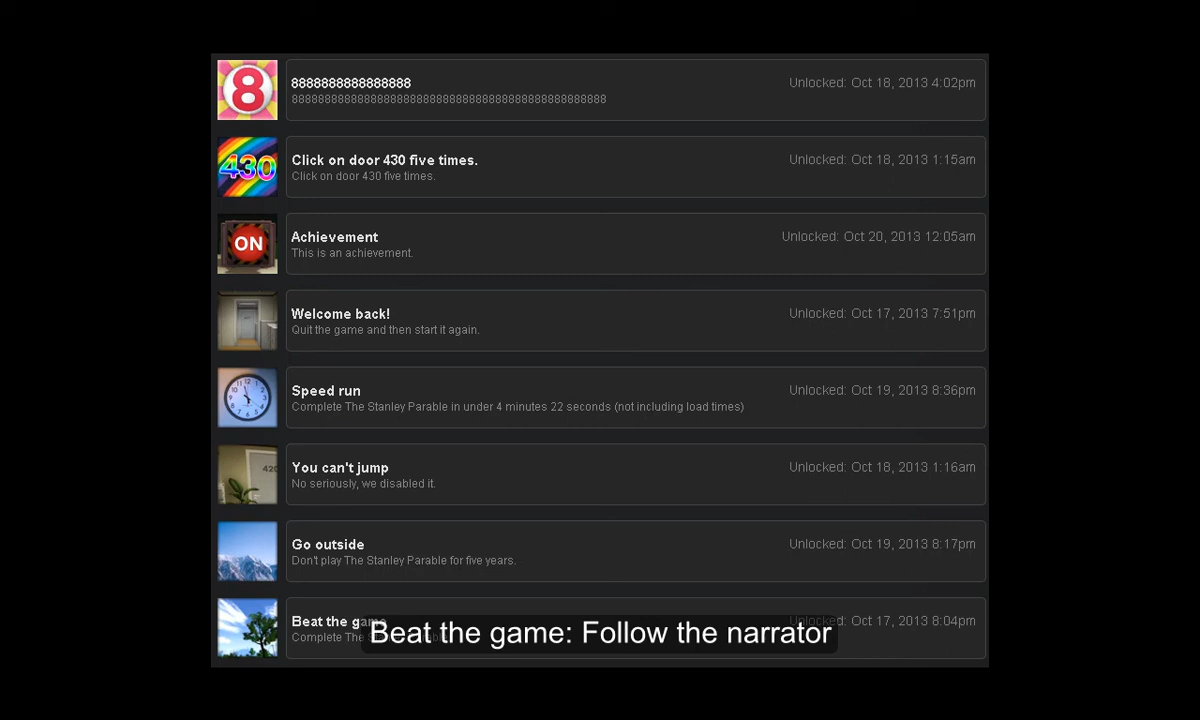 8
8888888888888888
Unlocked: Oct 18, 2013 4:02pm
888888888888888888888888888888888888888888888888
430
Click on door 430 five times.
Unlocked: Oct 18, 2013 1:15am
Click on door 430 five times.
ON
Achievement
Unlocked: Oct 20, 2013 12:05am
This is an achievement.
Welcome back!
Unlocked: Oct 17, 2013 7:51pm
Quit the game and then start it again.
Speed run
Unlocked: Oct 19, 2013 8:36pm
Complete The Stanley Parable in under 4 minutes 22 seconds (not including load times)
You can't jump
Unlocked: Oct 18, 2013 1:16am
No seriously, we disabled it.
Go outside
Unlocked: Oct 19, 2013 8:17pm
Don't play The Stanley Parable for five years.
Beat the game
Unlocked: Oct 17, 2013 8:04pm
Complete The
Beat the game: Follow the narrator